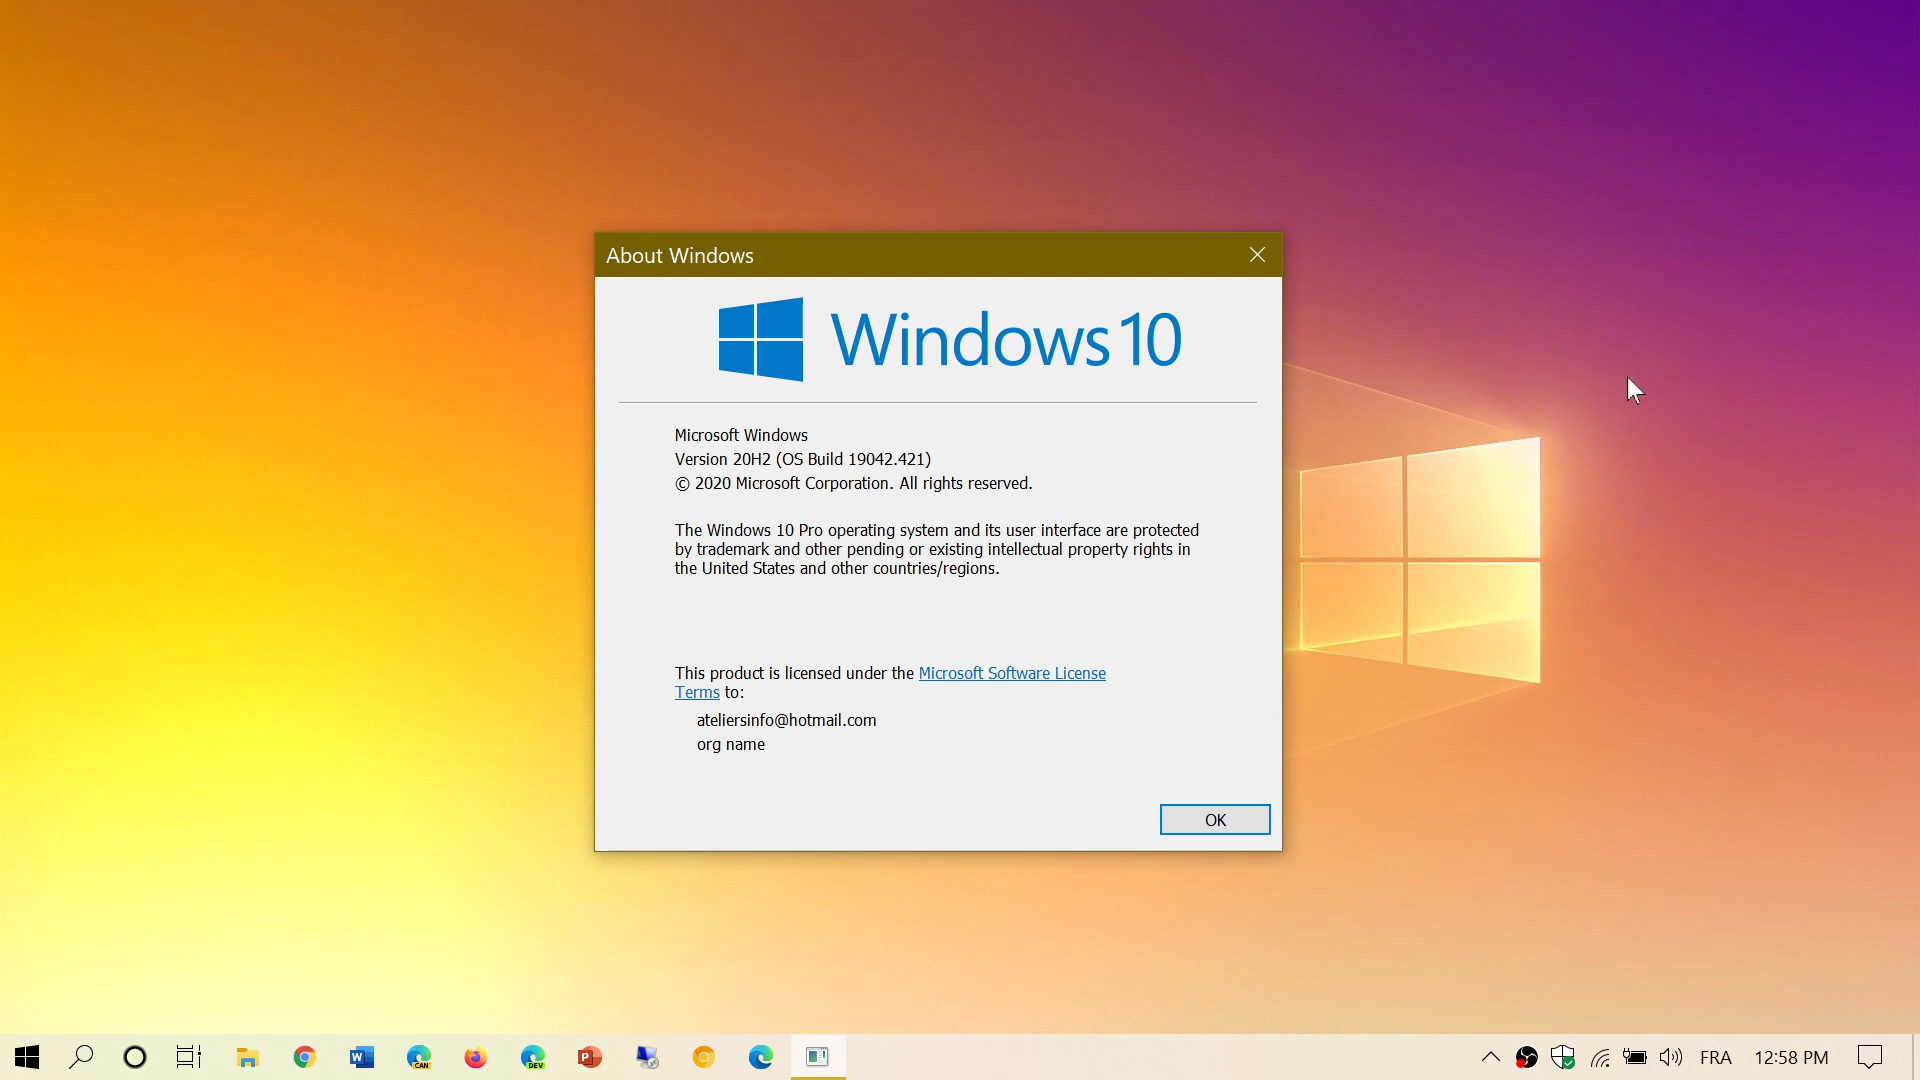 About Windows
Windows 10
Microsoft Windows
Version 20H2 (OS Build 19042.421)
© 2020 Microsoft Corporation. All rights reserved.
The Windows 10 Pro operating system and its user interface are protected
by trademark and other pending or existing intellectual property rights in
the United States and other countries/regions.
This product is licensed under the Microsoft Software License
Terms to:
ateliersinfo@hotmail.com
org name
OK
W
CAN
DEV
P
FRA
12:58 PM